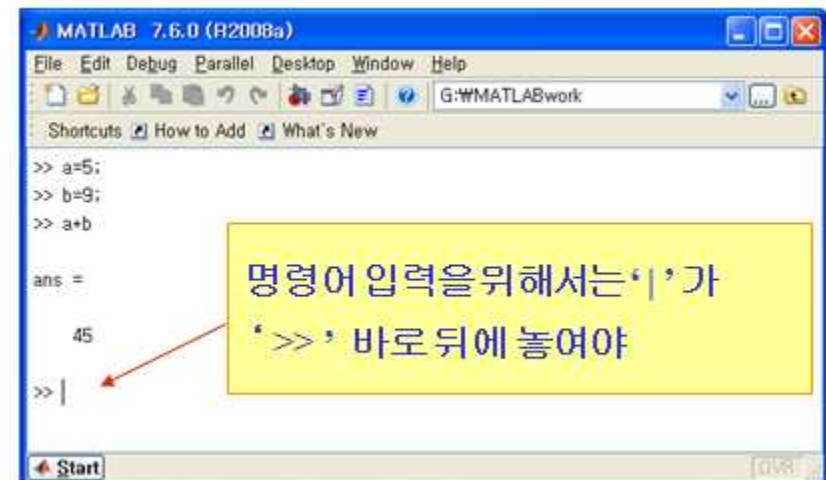 MATLAB 7.6.0 (R2008a)
File Edit Debug Parallel Desktop Window Help
G:₩MATLABwork
Shortcuts How to Add What's New
>> a=5;
>> b=9;
>> a*b
ans =
45
>>
명령어 입력을위해서는‘|’가
‘>>’ 바로뒤에 놓여야
Start
OVR